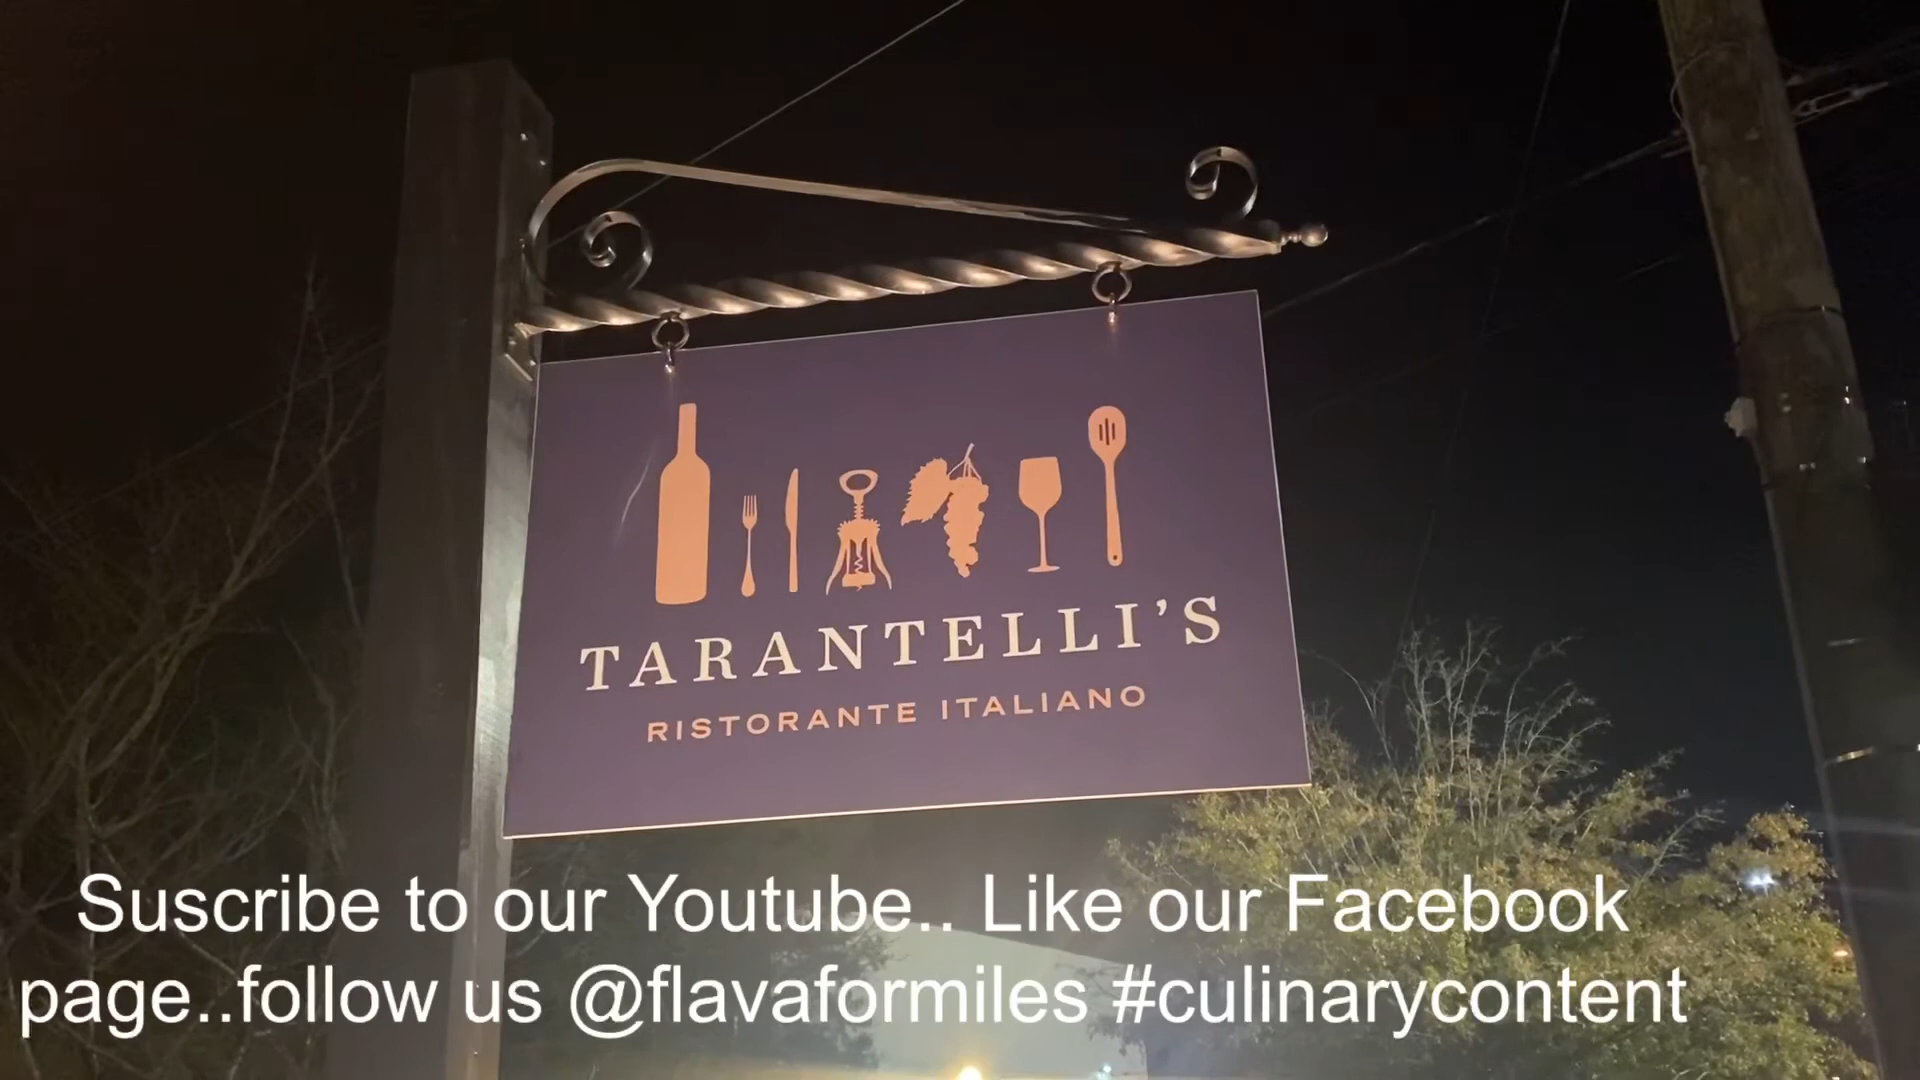 TARANTELLI'S
RISTORANTE ITALIANO
Suscribe to our Youtube.. Like our Facebook
page..follow us @flavaformiles #culinarycontent